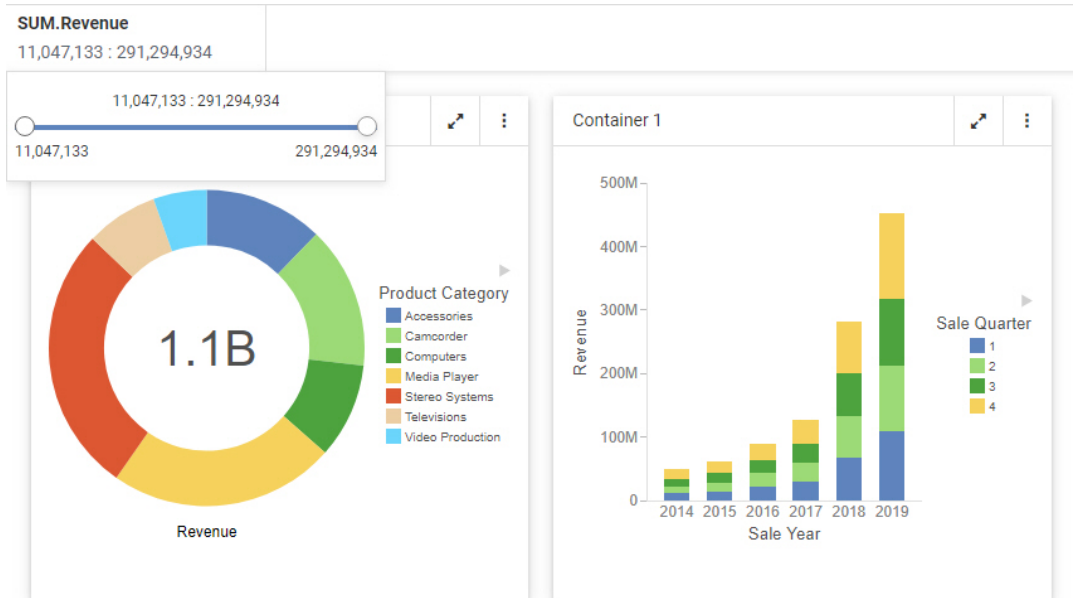 SUM.Revenue
11,047,133 : 291,294,934
11,047,133 : 291,294,934
11,047,133
291,294,934
1.1B
Revenue
Product Category
Accessories
Camcorder
Computers
Media Player
Stereo Systems
Televisions
Video Production
Container 1
500M
400M
300M
200M
100M
0
Revenue
2014 2015 2016 2017 2018 2019
Sale Year
Sale Quarter
1
2
3
4